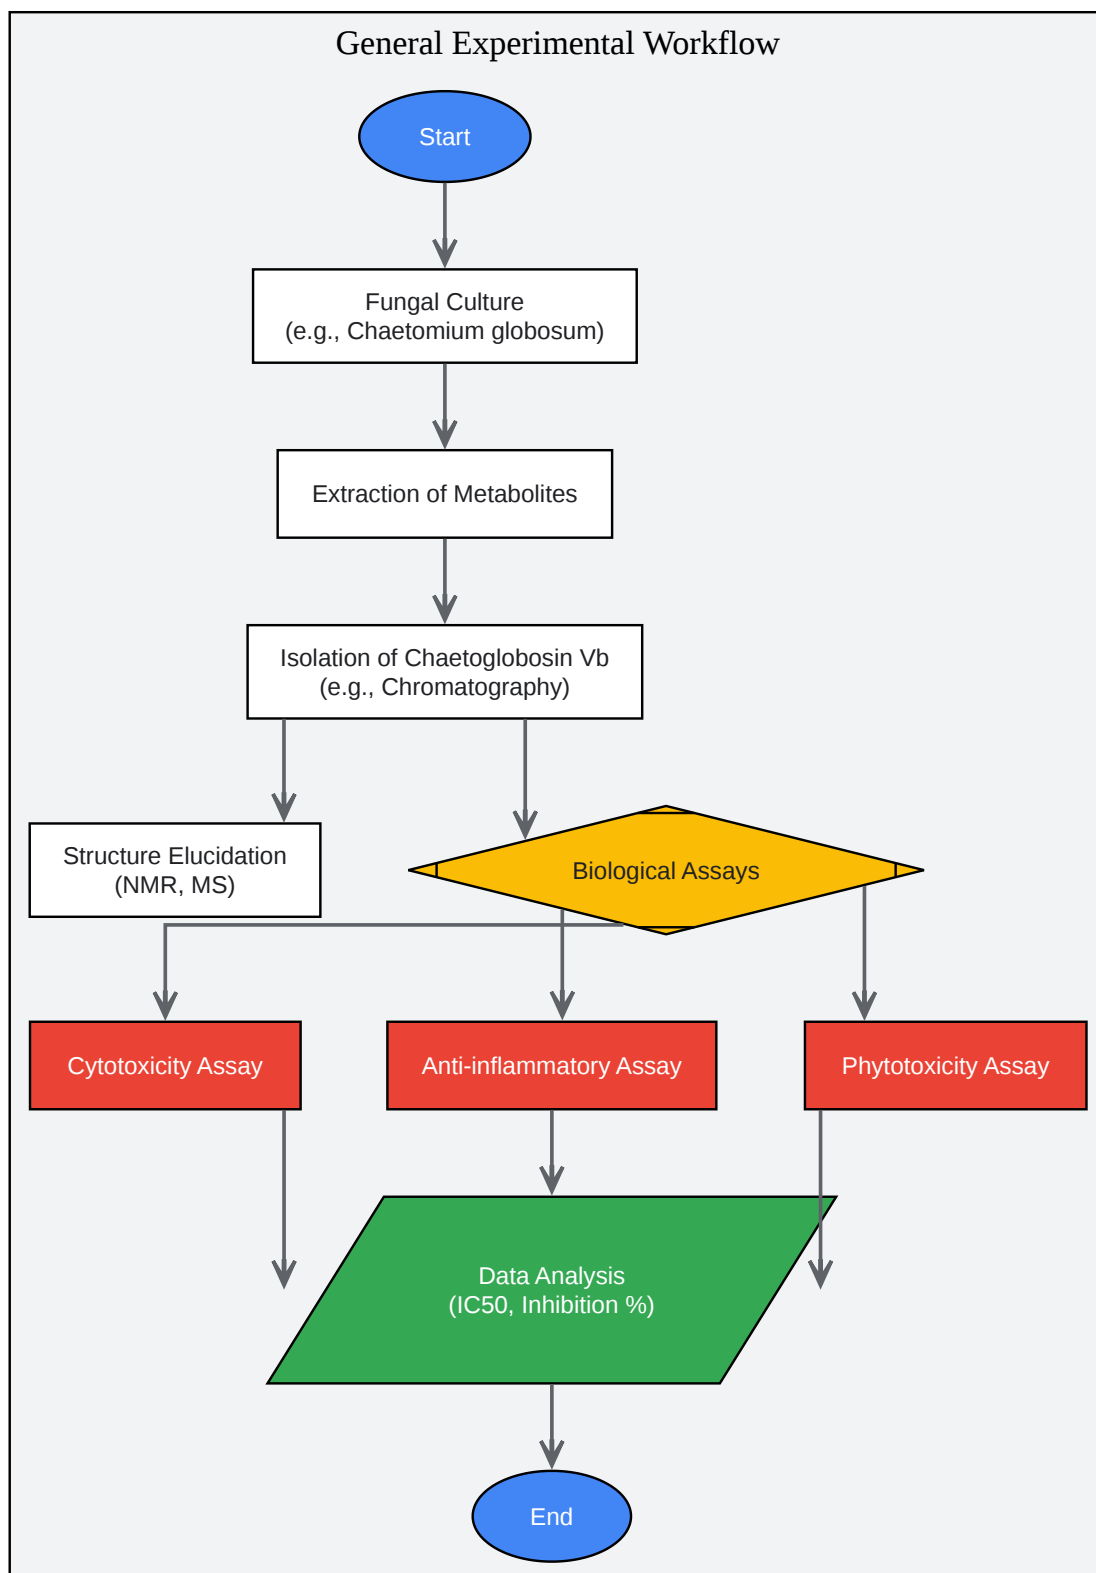 General Experimental Workflow
Start
Fungal Culture
(e.g., Chaetomium globosum)
Extraction of Metabolites
Isolation of Chaetoglobosin Vb
(e.g., Chromatography)
Structure Elucidation
(NMR, MS)
Biological Assays
Cytotoxicity Assay
Anti-inflammatory Assay
Phytotoxicity Assay
Data Analysis
(IC50, Inhibition %)
End